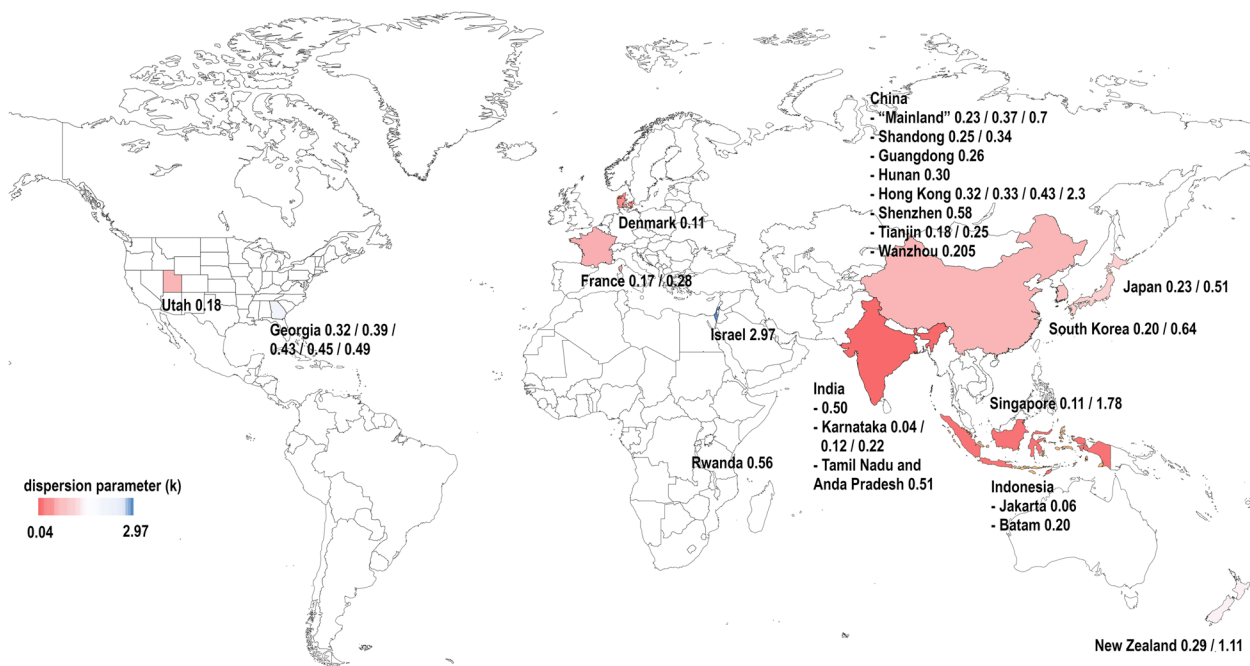 China
- “Mainland” 0.23 / 0.37 / 0.7
- Shandong 0.25 / 0.34
- Guangdong 0.26
- Hunan 0.30
- Hong Kong 0.32 / 0.33 / 0.43 / 2.3
- Shenzhen 0.58
- Tianjin 0.18 / 0.25
- Wanzhou 0.205
Denmark 0.11
France 0.17 / 0.28
Utah 0.18
Georgia 0.32 / 0.39 /
0.43 / 0.45 / 0.49
Israel 2.97
Japan 0.23 / 0.51
South Korea 0.20 / 0.64
India
- 0.50
- Karnataka 0.04 /
0.12 / 0.22
- Tamil Nadu and
Anda Pradesh 0.51
Singapore 0.11 / 1.78
Rwanda 0.56
Indonesia
- Jakarta 0.06
- Batam 0.20
dispersion parameter (k)
0.04 2.97
New Zealand 0.29 / 1.11